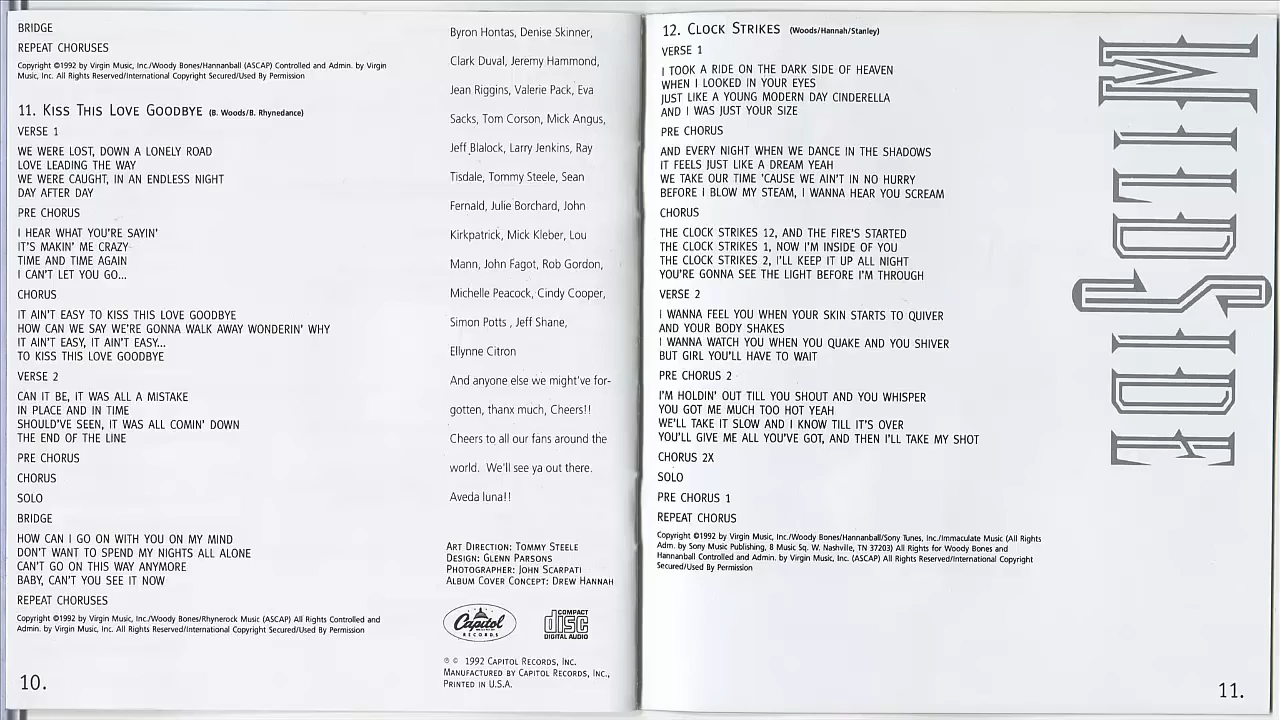 BRIDGE
REPEAT CHORUSES
Copyright ©1992 by Virgin Music, Inc/Woody Bones/Hannanball (ASCAP) Controlled and Admin. by Virgin
Music, Inc. All Rights Reserved/International Copyright Secured/Used By Permission
11. KISS THIS LOVE GOODBYE (B. Woods/B. Rhynedance)
VERSE 1
WE WERE LOST, DOWN A LONELY ROAD
LOVE LEADING THE WAY
WE WERE CAUGHT, IN AN ENDLESS NIGHT
DAY AFTER DAY
PRE CHORUS
I HEAR WHAT YOU'RE SAYIN'
IT'S MAKIN' ME CRAZY
TIME AND TIME AGAIN
I CAN'T LET YOU GO...
CHORUS
IT AIN'T EASY TO KISS THIS LOVE GOODBYE
HOW CAN WE SAY WE'RE GONNA WALK AWAY WONDERIN' WHY
IT AIN'T EASY, IT AIN'T EASY...
TO KISS THIS LOVE GOODBYE
VERSE 2
CAN IT BE, IT WAS ALL A MISTAKE
IN PLACE AND IN TIME
SHOULD'VE SEEN, IT WAS ALL COMIN' DOWN
THE END OF THE LINE
PRE CHORUS
CHORUS
SOLO
BRIDGE
HOW CAN I GO ON WITH YOU ON MY MIND
DON'T WANT TO SPEND MY NIGHTS ALL ALONE
CAN'T GO ON THIS WAY ANYMORE
BABY, CAN'T YOU SEE IT NOW
REPEAT CHORUSES
Copyright ©1992 by Virgin Music, Inc./Woody Bones/Rhynerock Music (ASCAP) All Rights Controlled and
Admin. by Virgin Music, Inc. All Rights Reserved/International Copyright Secured/Used By Permission
10.
Byron Hontas, Denise Skinner,
Clark Duval, Jeremy Hammond,
Jean Riggins, Valerie Pack, Eva
Sacks, Tom Corson, Mick Angus,
Jeff Blalock, Larry Jenkins, Ray
Tisdale, Tommy Steele, Sean
Fernald, Julie Borchard, John
Kirkpatrick, Mick Kleber, Lou
Mann, John Fagot, Rob Gordon,
Michelle Peacock, Cindy Cooper,
Simon Potts , Jeff Shane,
Ellynne Citron
And anyone else we might've for-
gotten, thanx much, Cheers!!
Cheers to all our fans around the
world. We'll see ya out there.
Aveda luna!!
ART DIRECTION: TOMMY STEELE
DESIGN: GLENN PARSONS
PHOTOGRAPHER: JOHN SCARPATI
ALBUM COVER CONCEPT: DREW HANNAH
Capitol
RECORDS
COMPACT
disc
DIGITAL AUDIO
℗ © 1992 CAPITOL RECORDS, INC.
MANUFACTURED BY CAPITOL RECORDS, INC.,
PRINTED IN U.S.A.
12. CLOCK STRIKES (Woods/Hannah/Stanley)
VERSE 1
I TOOK A RIDE ON THE DARK SIDE OF HEAVEN
WHEN I LOOKED IN YOUR EYES
JUST LIKE A YOUNG MODERN DAY CINDERELLA
AND I WAS JUST YOUR SIZE
PRE CHORUS
AND EVERY NIGHT WHEN WE DANCE IN THE SHADOWS
IT FEELS JUST LIKE A DREAM YEAH
WE TAKE OUR TIME 'CAUSE WE AIN'T IN NO HURRY
BEFORE I BLOW MY STEAM, I WANNA HEAR YOU SCREAM
CHORUS
THE CLOCK STRIKES 12, AND THE FIRE'S STARTED
THE CLOCK STRIKES 1, NOW I'M INSIDE OF YOU
THE CLOCK STRIKES 2, I'LL KEEP IT UP ALL NIGHT
YOU'RE GONNA SEE THE LIGHT BEFORE I'M THROUGH
VERSE 2
I WANNA FEEL YOU WHEN YOUR SKIN STARTS TO QUIVER
AND YOUR BODY SHAKES
I WANNA WATCH YOU WHEN YOU QUAKE AND YOU SHIVER
BUT GIRL YOU'LL HAVE TO WAIT
PRE CHORUS 2
I'M HOLDIN' OUT TILL YOU SHOUT AND YOU WHISPER
YOU GOT ME MUCH TOO HOT YEAH
WE'LL TAKE IT SLOW AND I KNOW TILL IT'S OVER
YOU'LL GIVE ME ALL YOU'VE GOT, AND THEN I'LL TAKE MY SHOT
CHORUS 2X
SOLO
PRE CHORUS 1
REPEAT CHORUS
Copyright ©1992 by Virgin Music, Inc./Woody Bones/Hannanball/Sony Tunes, Inc./Immaculate Music (All Rights
Adm. by Sony Music Publishing, 8 Music Sq. W. Nashville, TN 37203) All Rights for Woody Bones and
Hannanball Controlled and Admin. by Virgin Music, Inc. (ASCAP) All Rights Reserved/International Copyright
Secured/Used By Permission
WILDSIDE
11.